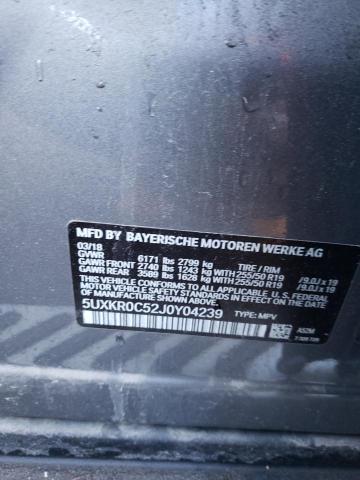 MFD BY BAYERISCHE MOTOREN WERKE AG
03/18
GVWR 6171 lbs 2799 kg TIRE / RIM
GAWR FRONT 2740 lbs 1243 kg WITH 255/50 R19 /9.0J x 19
GAWR REAR 3589 lbs 1628 kg WITH 255/50 R19 /9.0J x 19
THIS VEHICLE CONFORMS TO ALL APPLICABLE U.S. FEDERAL
MOTOR VEHICLE SAFETY STANDARDS IN EFFECT ON THE
DATE OF MANUFACTURE SHOWN ABOVE.
5UXKR0C52J0Y04239 TYPE: MPV